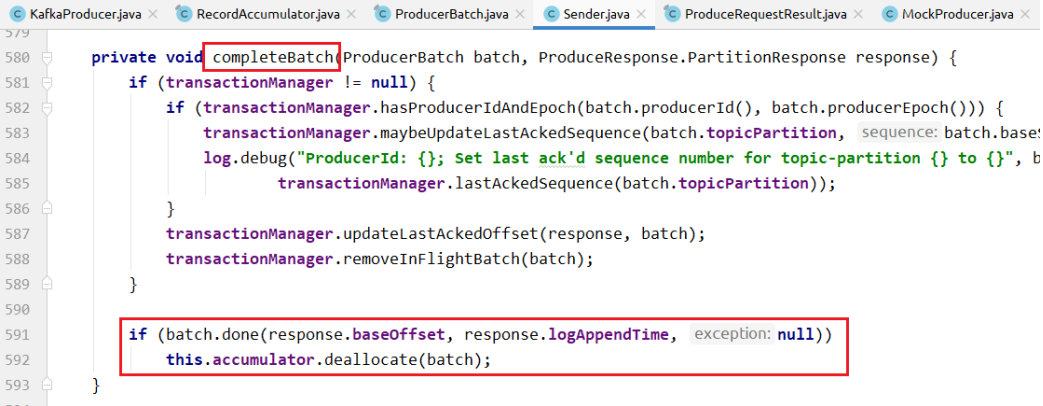 KafkaProducer.java × RecordAccumulator.java × ProducerBatch.java × Sender.java × ProduceRequestResult.java × MockProducer.java ×
579
580 private void completeBatch(ProducerBatch batch, ProduceResponse.PartitionResponse response) {
581 if (transactionManager != null) {
582 if (transactionManager.hasProducerIdAndEpoch(batch.producerId(), batch.producerEpoch())) {
583 transactionManager.maybeUpdateLastAckedSequence(batch.topicPartition, sequence: batch.base
584 log.debug("ProducerId: {}; Set last ack'd sequence number for topic-partition {} to {}", b
585 transactionManager.lastAckedSequence(batch.topicPartition));
586 }
587 transactionManager.updateLastAckedOffset(response, batch);
588 transactionManager.removeInFlightBatch(batch);
589 }
590
591 if (batch.done(response.baseOffset, response.logAppendTime, exception: null))
592 this.accumulator.deallocate(batch);
593 }